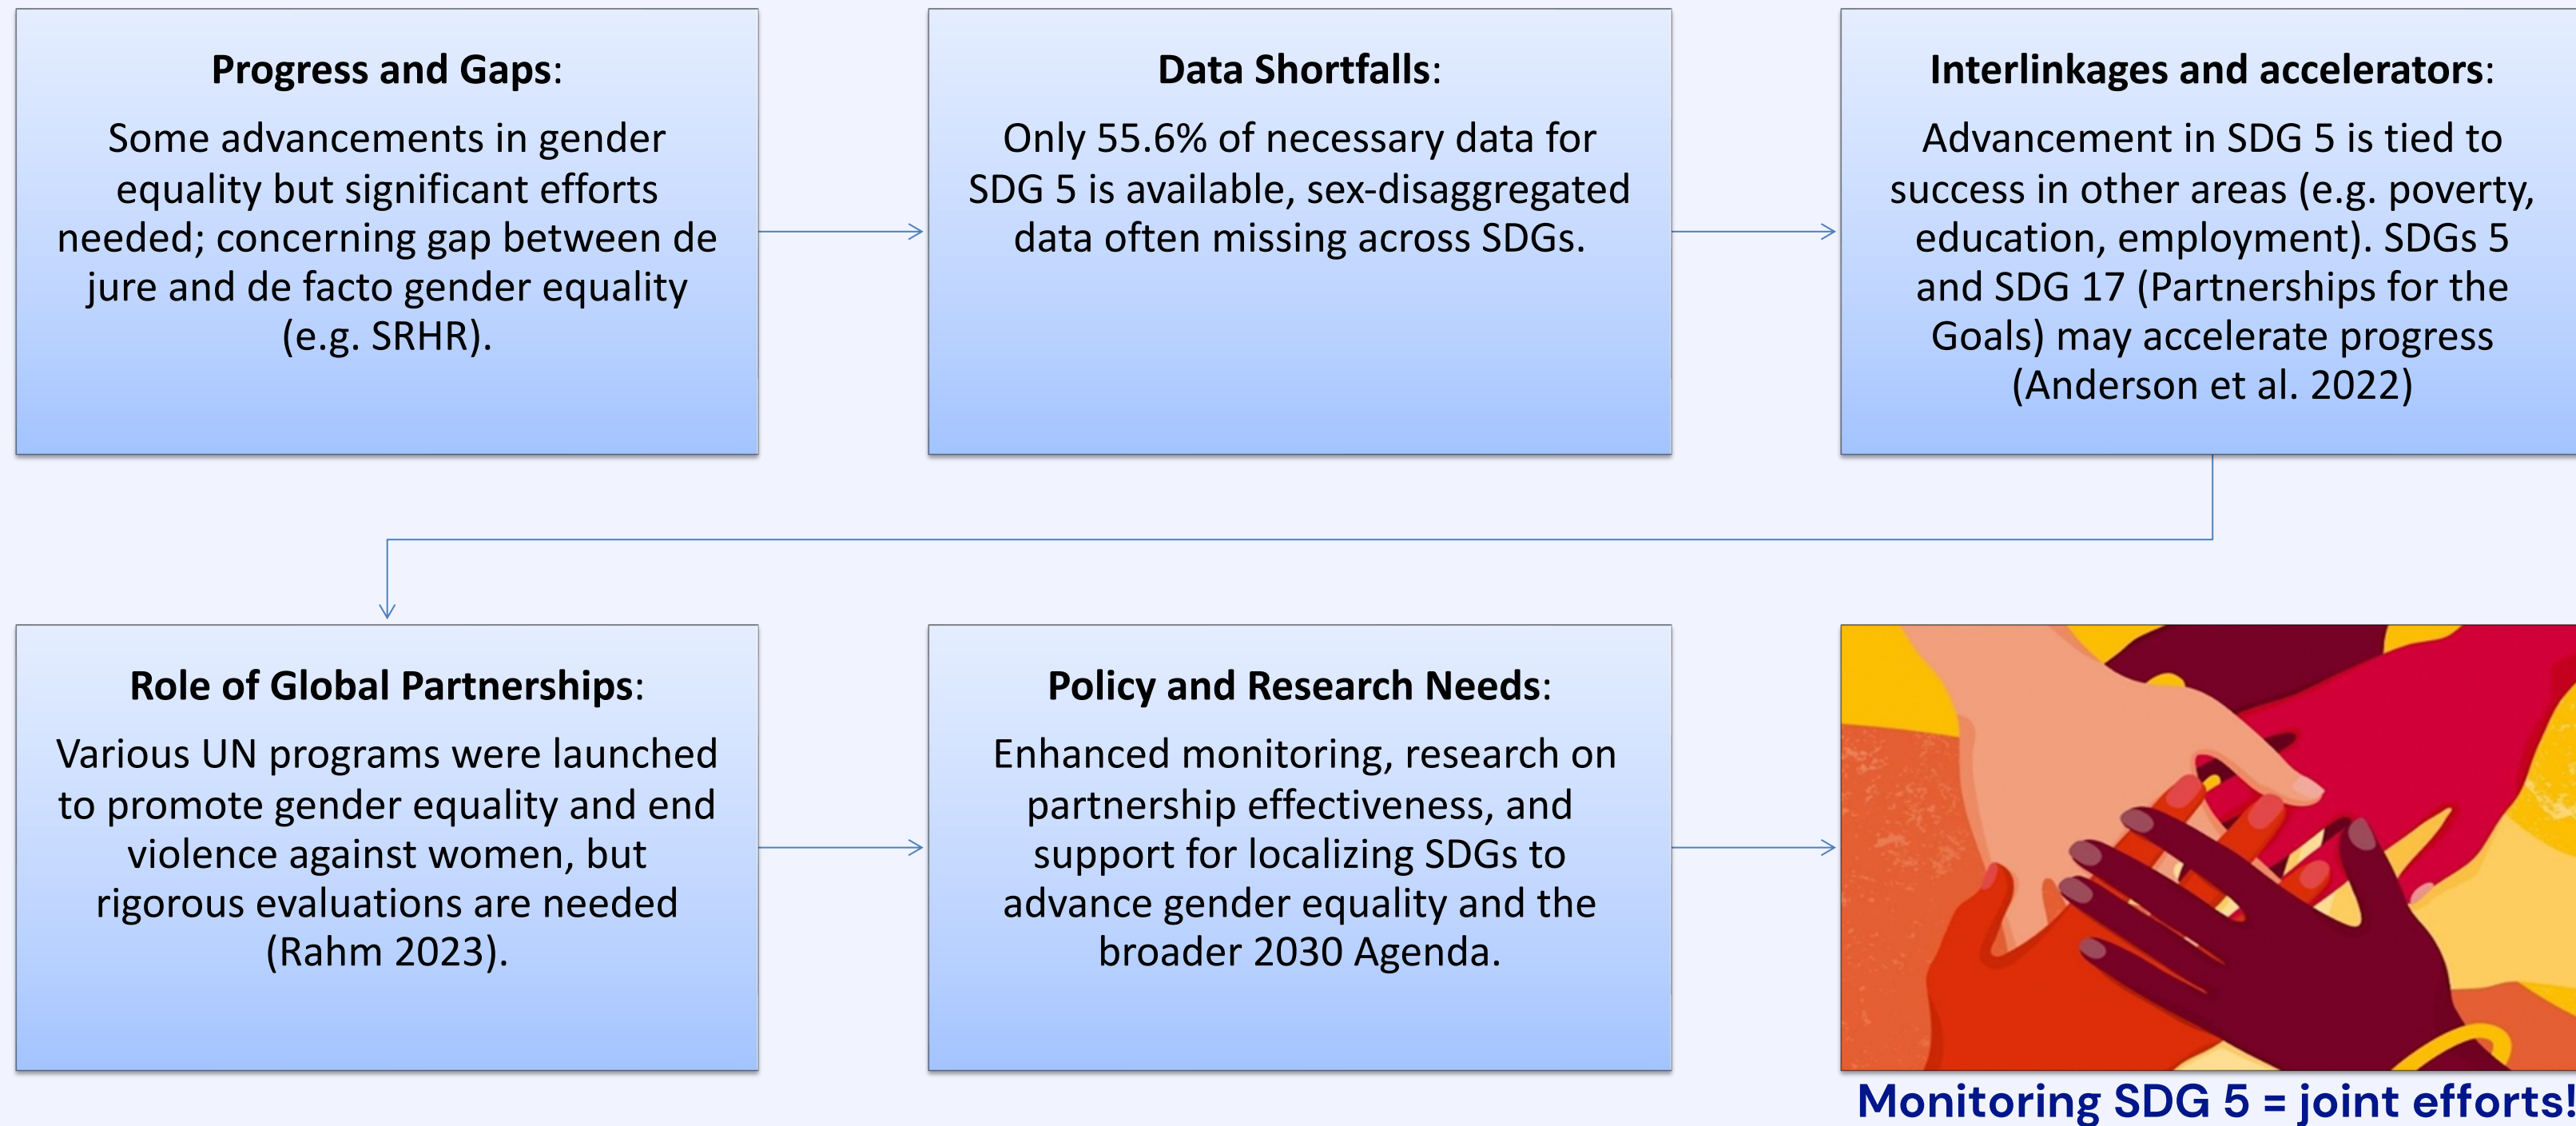 Progress and Gaps:
Some advancements in gender
equality but significant efforts
needed; concerning gap between de
jure and de facto gender equality
(e.g. SRHR).
Data Shortfalls:
Only 55.6% of necessary data for
SDG 5 is available, sex-disaggregated
data often missing across SDGs.
Interlinkages and accelerators:
Advancement in SDG 5 is tied to
success in other areas (e.g. poverty,
education, employment). SDGs 5
and SDG 17 (Partnerships for the
Goals) may accelerate progress
(Anderson et al. 2022)
Role of Global Partnerships:
Various UN programs were launched
to promote gender equality and end
violence against women, but
rigorous evaluations are needed
(Rahm 2023).
Policy and Research Needs:
Enhanced monitoring, research on
partnership effectiveness, and
support for localizing SDGs to
advance gender equality and the
broader 2030 Agenda.
Monitoring SDG 5 = joint efforts!